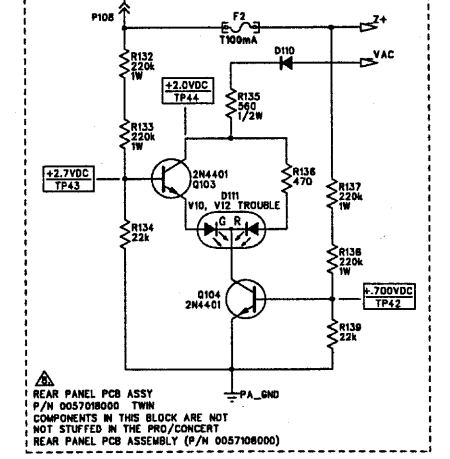 P108
F2
T100mA
Z+
VAC
D110
R132
220k
1W
+2.0VDC
TP44
R135
560
1/2W
R133
220k
1W
+2.7VDC
TP43
2N4401
Q103
R136
470
D111
V10, V12 TROUBLE
R137
220k
1W
G R
R134
22k
R138
220k
1W
Q104
2N4401
+.700VDC
TP42
R139
22k
PA_GND
REAR PANEL PCB ASSY
P/N 0057018000 TWIN
COMPONENTS IN THIS BLOCK ARE NOT
NOT STUFFED IN THE PRO/CONCERT
REAR PANEL PCB ASSEMBLY (P/N 0057108000)